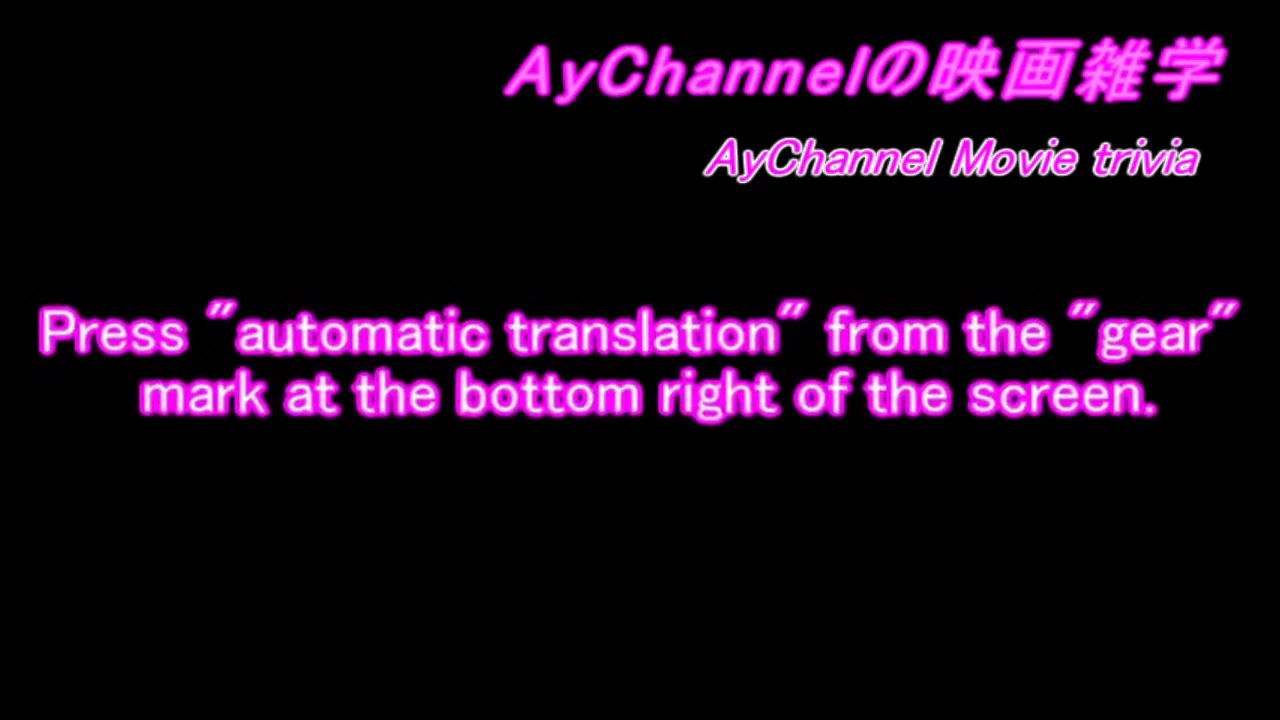 AyChannelの映画雑学
AyChannel Movie trivia
Press "automatic translation" from the "gear"
mark at the bottom right of the screen.